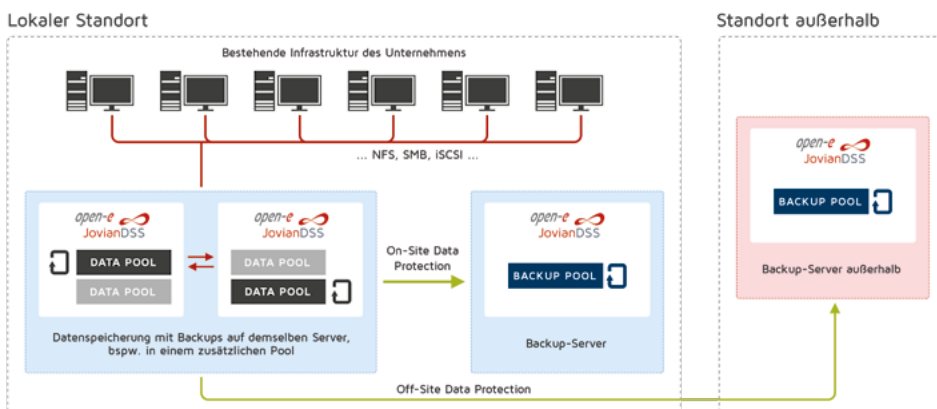 Lokaler Standort
Standort außerhalb
Bestehende Infrastruktur des Unternehmens
... NFS, SMB, iSCSI ...
open-e
JovianDSS
DATA POOL
DATA POOL
open-e
JovianDSS
DATA POOL
DATA POOL
Datenspeicherung mit Backups auf demselben Server,
bspw. in einem zusätzlichen Pool
On-Site Data
Protection
open-e
JovianDSS
BACKUP POOL
Backup-Server
open-e
JovianDSS
BACKUP POOL
Backup-Server außerhalb
Off-Site Data Protection